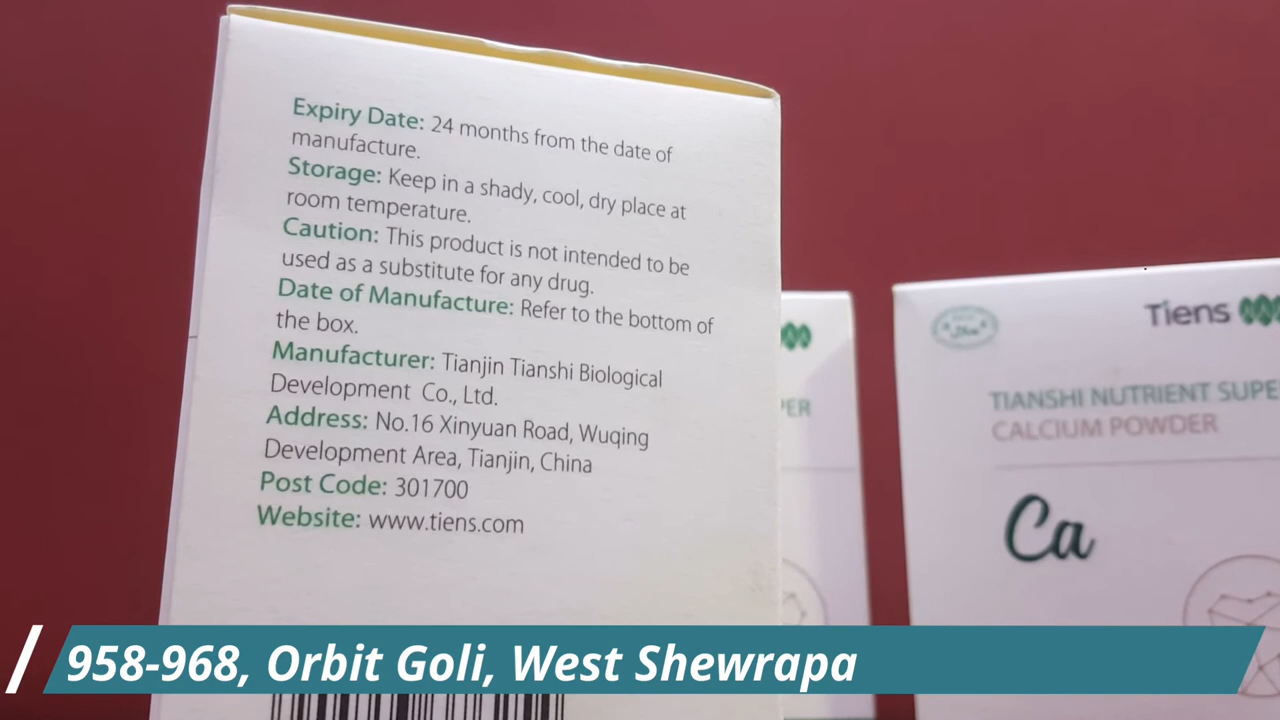 Expiry Date: 24 months from the date of
manufacture.
Storage: Keep in a shady, cool, dry place at
room temperature.
Caution: This product is not intended to be
used as a substitute for any drug.
Date of Manufacture: Refer to the bottom of
the box.
Manufacturer: Tianjin Tianshi Biological
Development Co., Ltd.
Address: No.16 Xinyuan Road, Wuqing
Development Area, Tianjin, China
Post Code: 301700
Website: www.tiens.com
PER
Tiens
TIANSHI NUTRIENT SUPE
CALCIUM POWDER
Ca
958-968, Orbit Goli, West Shewrapa